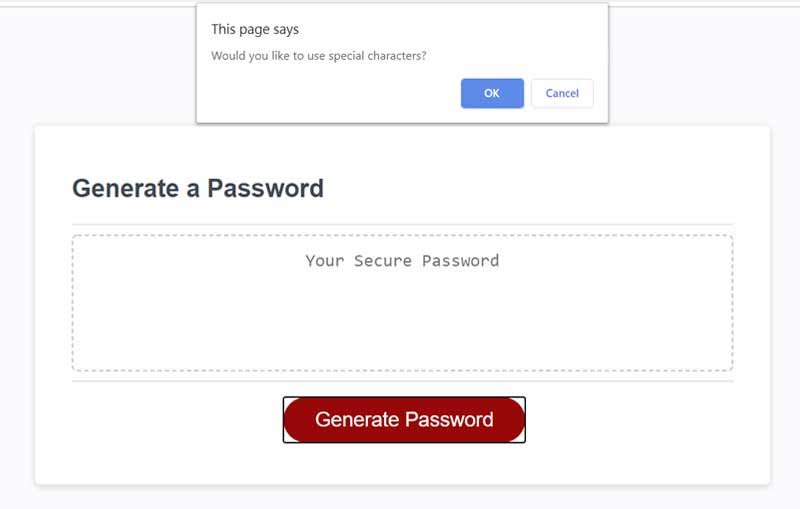 This page says
Would you like to use special characters?
OK
Cancel
Generate a Password
Your Secure Password
Generate Password